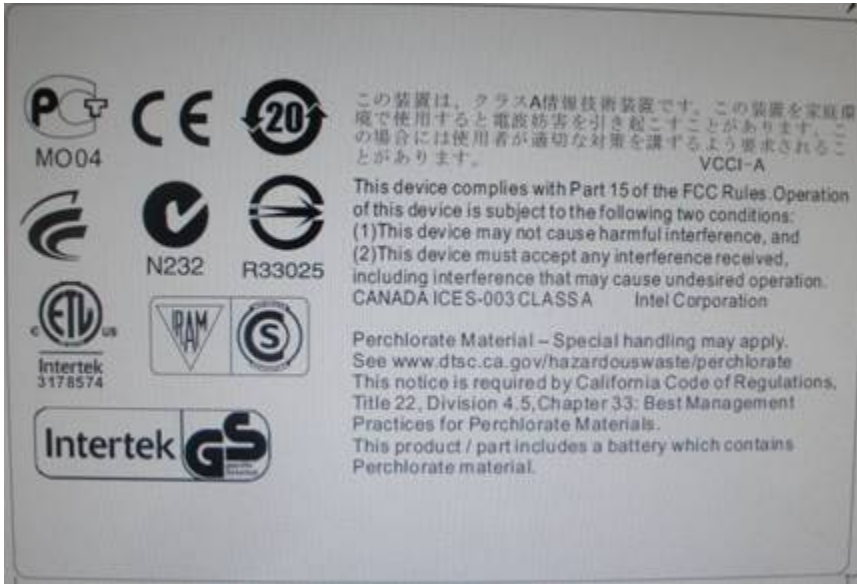 PCT
MO04
CE
20
N232
R33025
ETL
C
US
Intertek
3178574
IRAM
S
Intertek
GS
この装置は、クラスA情報技術装置です。この装置を家庭環
境で使用すると電波妨害を引き起こすことがあります。こ
の場合には使用者が適切な対策を講ずるよう要求されるこ
とがあります。
VCCI-A
This device complies with Part 15 of the FCC Rules.Operation
of this device is subject to the following two conditions:
(1)This device may not cause harmful interference, and
(2)This device must accept any interference received,
including interference that may cause undesired operation.
CANADA ICES-003 CLASS A Intel Corporation
Perchlorate Material – Special handling may apply.
See www.dtsc.ca.gov/hazardouswaste/perchlorate
This notice is required by California Code of Regulations,
Title 22, Division 4.5,Chapter 33: Best Management
Practices for Perchlorate Materials.
This product / part includes a battery which contains
Perchlorate material.